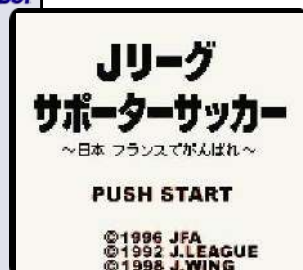 Jリーグ
サポーターサッカー
～日本 フランスでがんばれ～
PUSH START
©1996 JFA
©1992 J.LEAGUE
©1998 J.WING